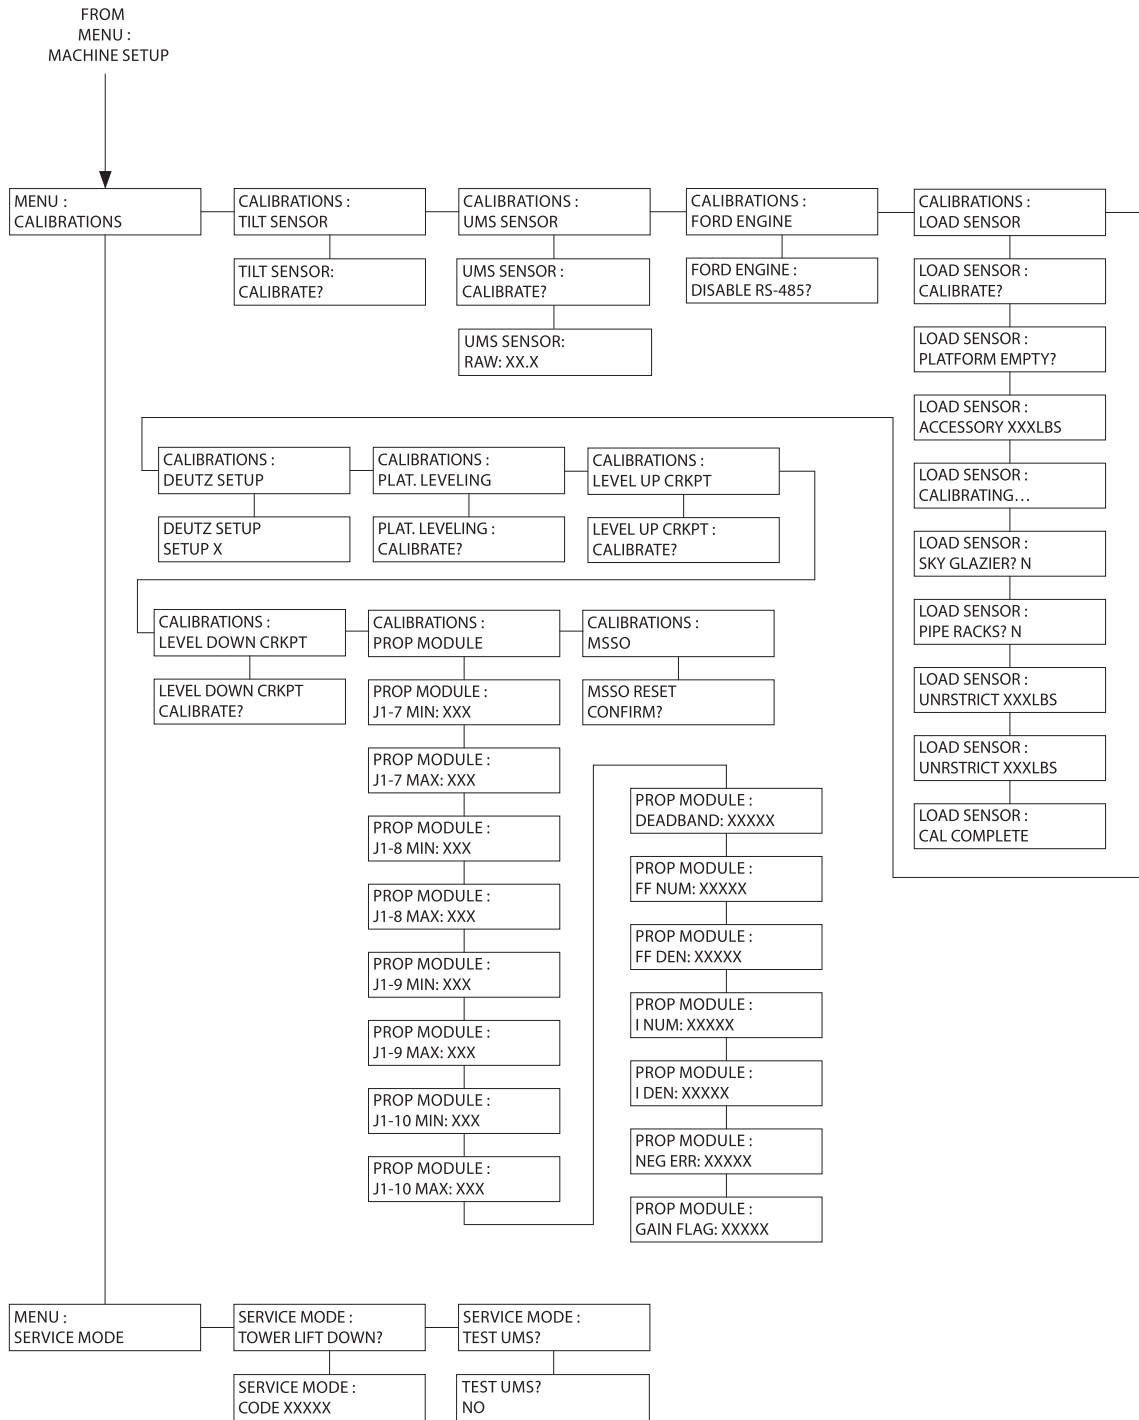 FROM
MENU :
MACHINE SETUP
MENU :
CALIBRATIONS
CALIBRATIONS :
TILT SENSOR
TILT SENSOR:
CALIBRATE?
CALIBRATIONS :
UMS SENSOR
UMS SENSOR :
CALIBRATE?
UMS SENSOR:
RAW: XX.X
CALIBRATIONS :
FORD ENGINE
FORD ENGINE :
DISABLE RS-485?
CALIBRATIONS :
LOAD SENSOR
LOAD SENSOR :
CALIBRATE?
LOAD SENSOR :
PLATFORM EMPTY?
LOAD SENSOR :
ACCESSORY XXXLBS
LOAD SENSOR :
CALIBRATING...
LOAD SENSOR :
SKY GLAZIER? N
LOAD SENSOR :
PIPE RACKS? N
LOAD SENSOR :
UNRSTRICT XXXLBS
LOAD SENSOR :
UNRSTRICT XXXLBS
LOAD SENSOR :
CAL COMPLETE
CALIBRATIONS :
DEUTZ SETUP
DEUTZ SETUP
SETUP X
CALIBRATIONS :
PLAT. LEVELING
PLAT. LEVELING :
CALIBRATE?
CALIBRATIONS :
LEVEL UP CRKPT
LEVEL UP CRKPT :
CALIBRATE?
CALIBRATIONS :
LEVEL DOWN CRKPT
LEVEL DOWN CRKPT
CALIBRATE?
CALIBRATIONS :
PROP MODULE
PROP MODULE :
J1-7 MIN: XXX
PROP MODULE :
J1-7 MAX: XXX
PROP MODULE :
J1-8 MIN: XXX
PROP MODULE :
J1-8 MAX: XXX
PROP MODULE :
J1-9 MIN: XXX
PROP MODULE :
J1-9 MAX: XXX
PROP MODULE :
J1-10 MIN: XXX
PROP MODULE :
J1-10 MAX: XXX
PROP MODULE :
DEADBAND: XXXXX
PROP MODULE :
FF NUM: XXXXX
PROP MODULE :
FF DEN: XXXXX
PROP MODULE :
I NUM: XXXXX
PROP MODULE :
I DEN: XXXXX
PROP MODULE :
NEG ERR: XXXXX
PROP MODULE :
GAIN FLAG: XXXXX
CALIBRATIONS :
MSSO
MSSO RESET
CONFIRM?
MENU :
SERVICE MODE
SERVICE MODE :
TOWER LIFT DOWN?
SERVICE MODE :
CODE XXXXX
SERVICE MODE :
TEST UMS?
TEST UMS?
NO